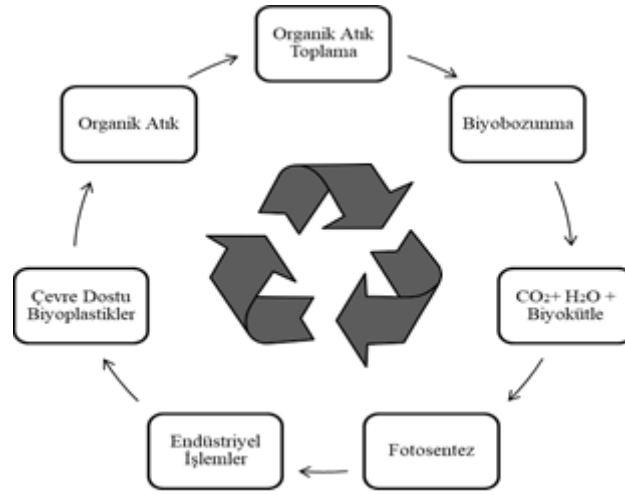 Organik Atık
Toplama
Biyobozunma
CO₂+ H₂O +
Biyokütle
Fotosentez
Endüstriyel
İşlemler
Çevre Dostu
Biyoplastikler
Organik Atık